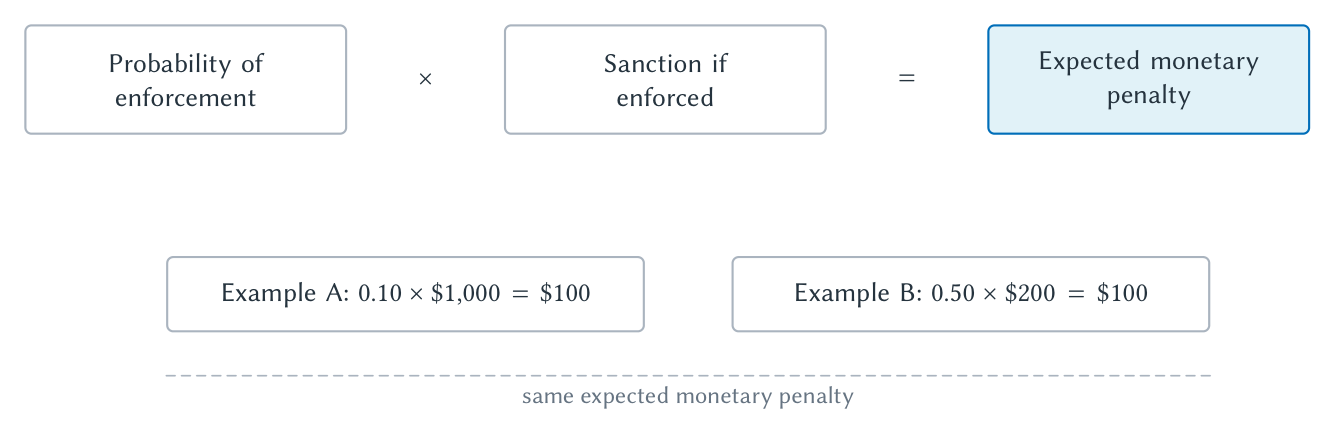 Probability of
enforcement
×
Sanction if
enforced
=
Expected monetary
penalty
Example A: 0.10 × $1,000 = $100
Example B: 0.50 × $200 = $100
same expected monetary penalty